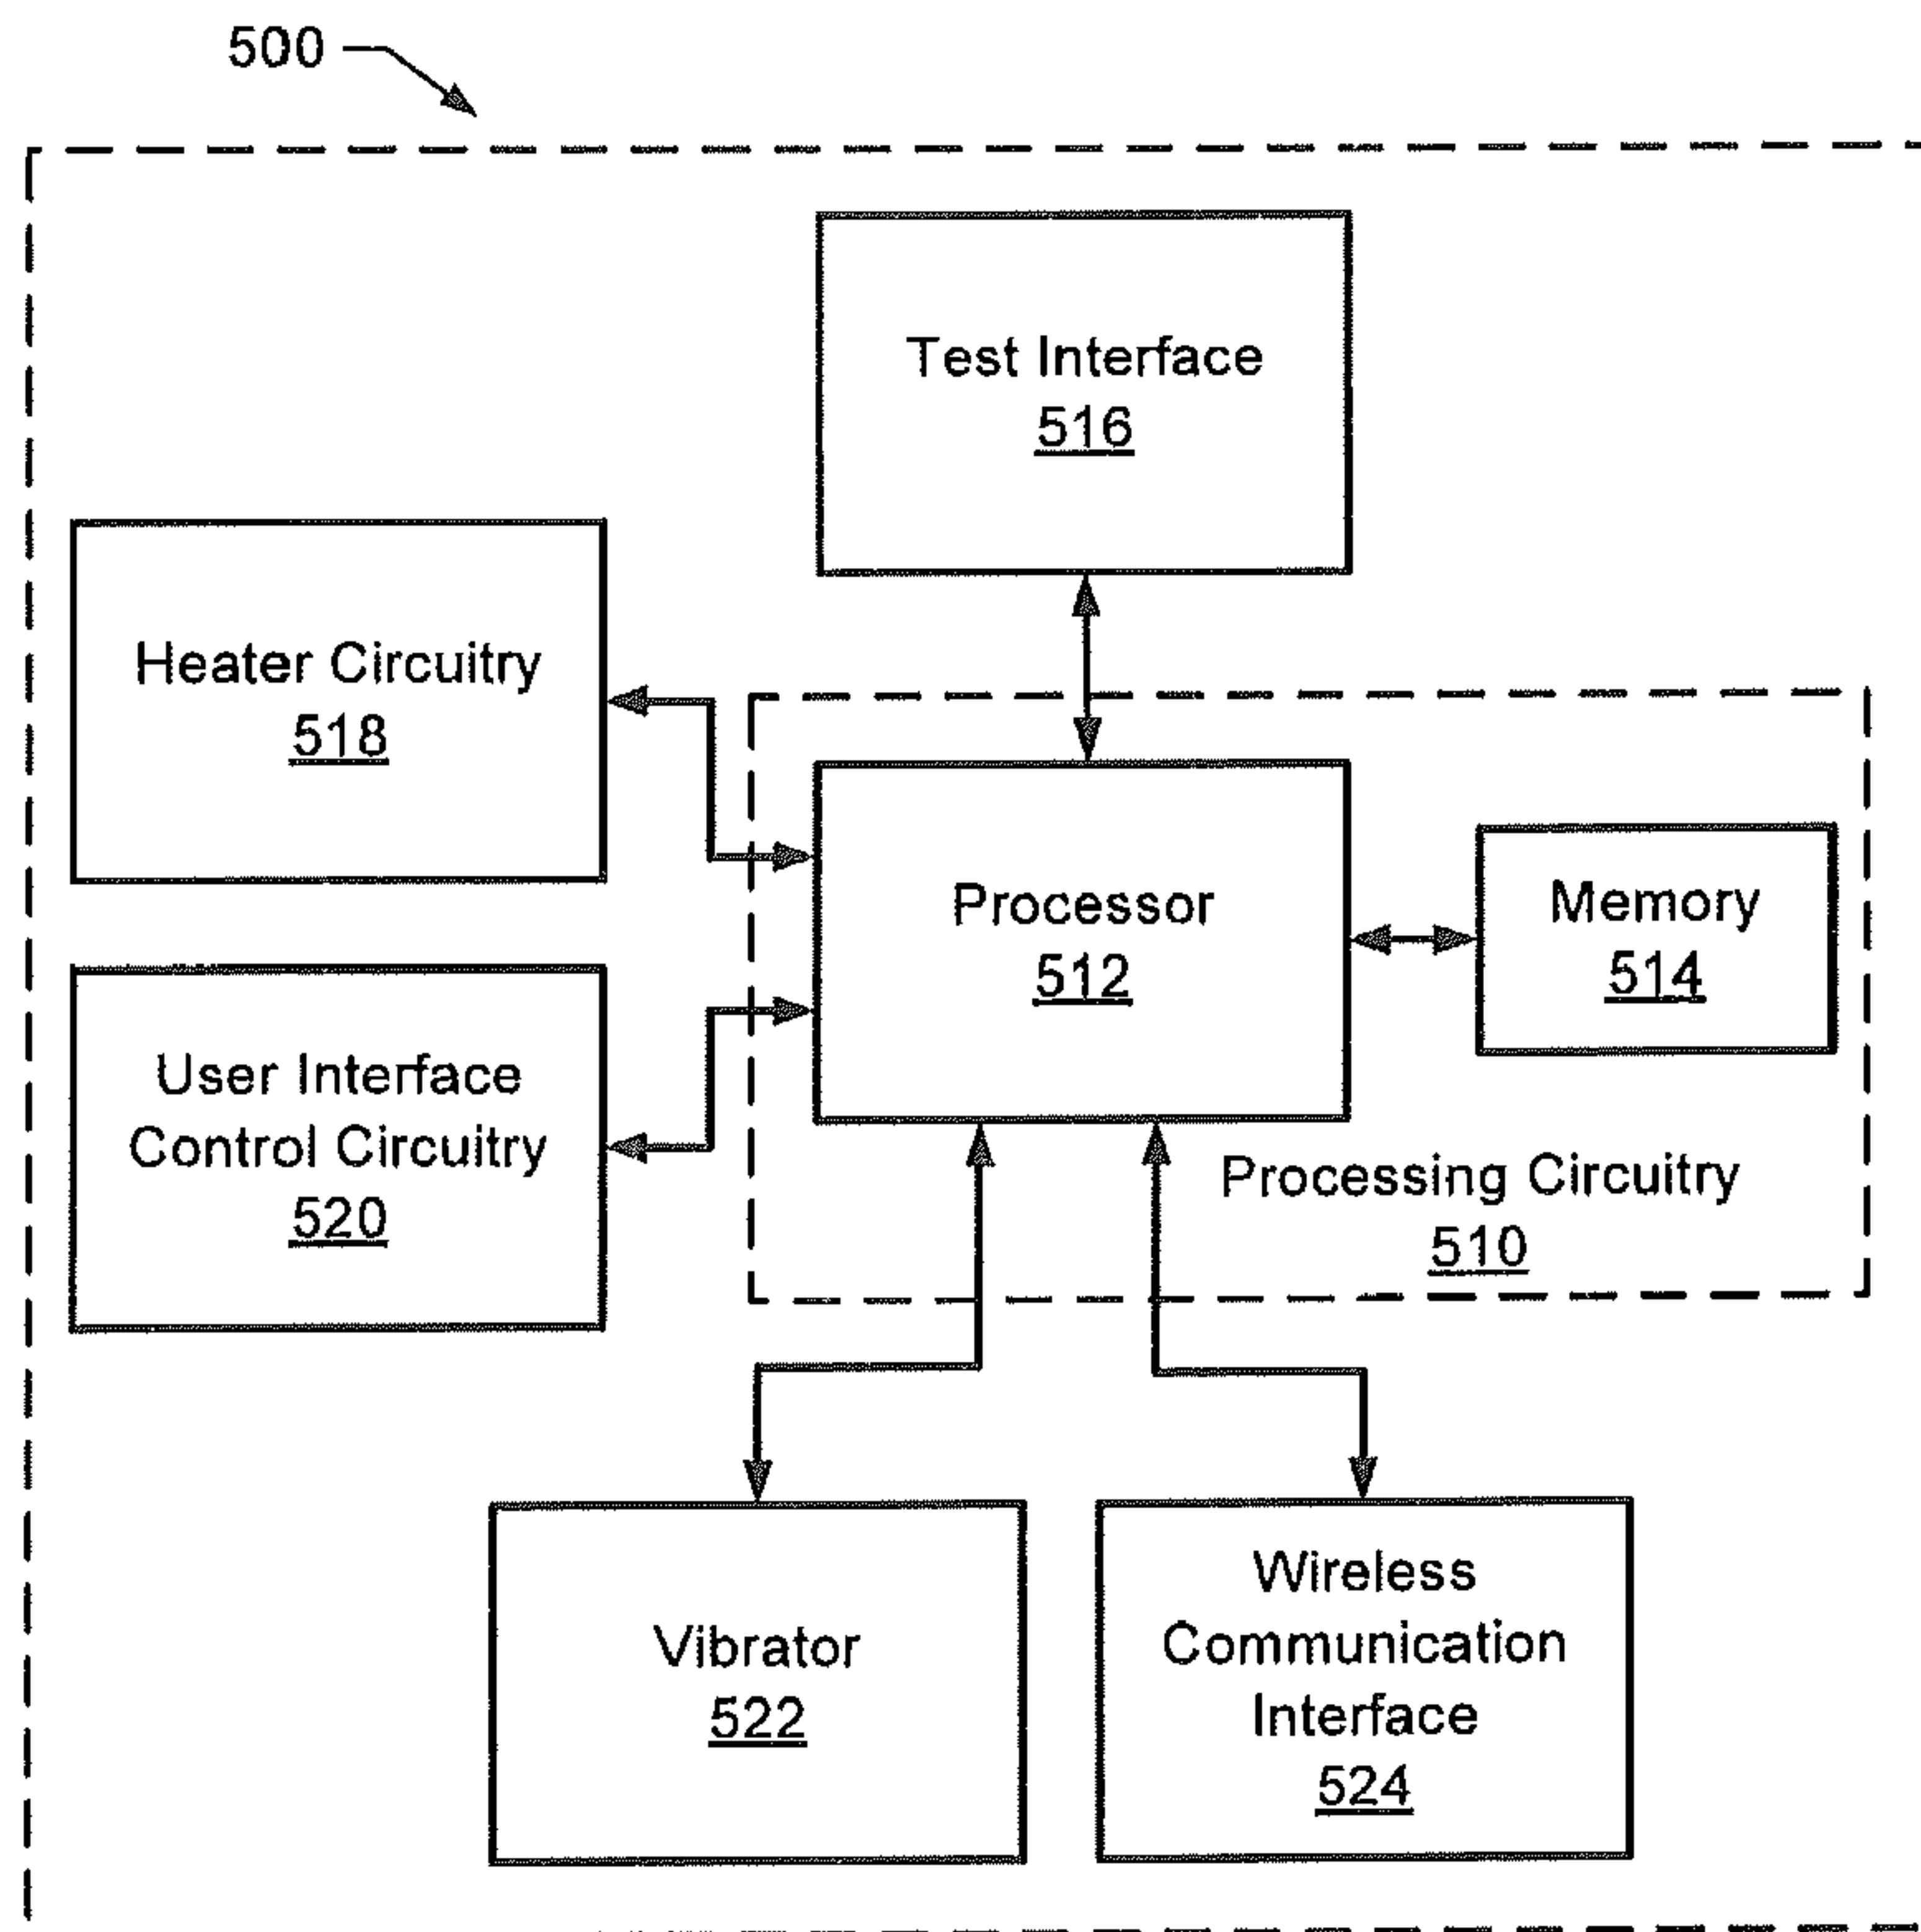 500
Test Interface
516
Heater Circuitry
518
Processor
512
Memory
514
User Interface
Control Circuitry
520
Processing Circuitry
510
Vibrator
522
Wireless
Communication
Interface
524